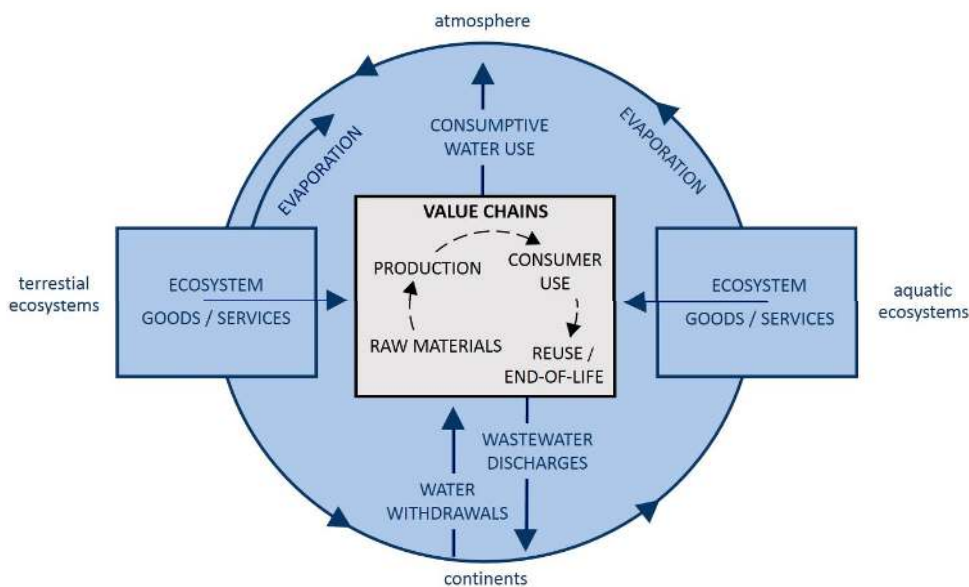 atmosphere
CONSUMPTIVE
WATER USE
EVAPORATION
EVAPORATION
VALUE CHAINS
PRODUCTION
CONSUMER
USE
RAW MATERIALS
REUSE /
END-OF-LIFE
terrestial
ecosystems
ECOSYSTEM
GOODS / SERVICES
ECOSYSTEM
GOODS / SERVICES
aquatic
ecosystems
WASTEWATER
DISCHARGES
WATER
WITHDRAWALS
continents